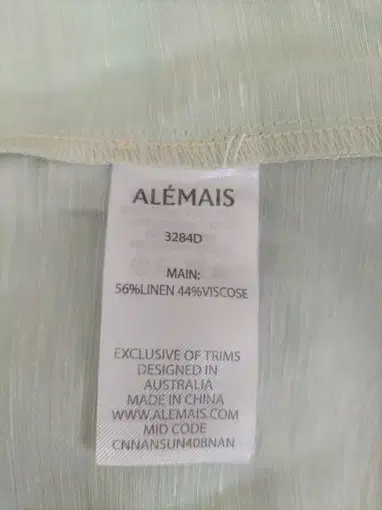 ALÉMAIS
3284D
MAIN:
56%LINEN 44%VISCOSE
EXCLUSIVE OF TRIMS
DESIGNED IN
AUSTRALIA
MADE IN CHINA
WWW.ALEMAIS.COM
MID CODE
CNNANSUN408NAN